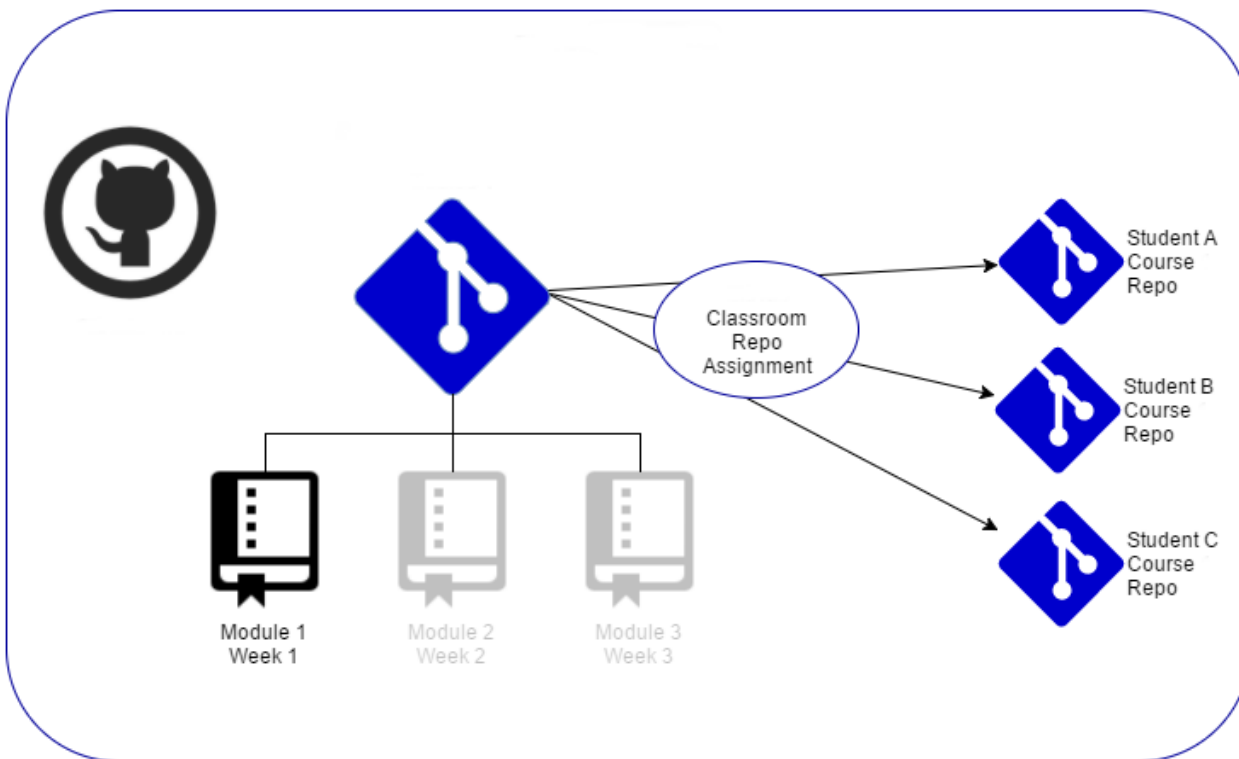 Classroom
Repo
Assignment
Student A
Course
Repo
Student B
Course
Repo
Student C
Course
Repo
Module 1
Week 1
Module 2
Week 2
Module 3
Week 3